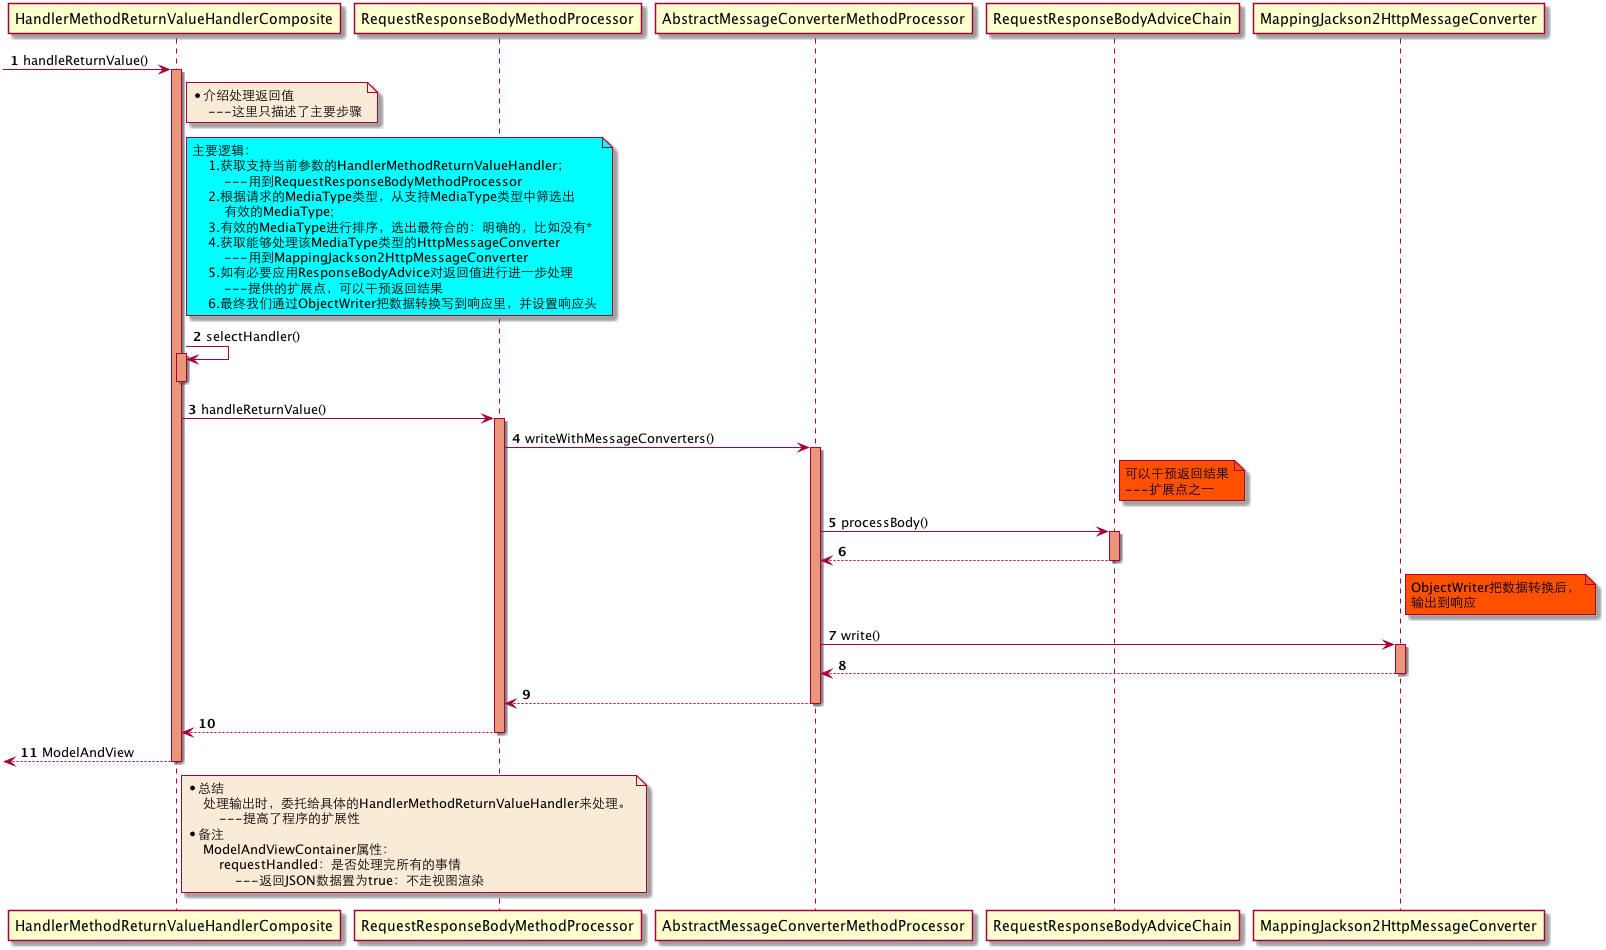 HandlerMethodReturnValueHandlerComposite RequestResponseBodyMethodProcessor AbstractMessageConverterMethodProcessor RequestResponseBodyAdviceChain MappingJackson2HttpMessageConverter
1 handleReturnValue()
•介绍处理返回值
---这里只描述了主要步骤
主要逻辑：
1.获取支持当前参数的HandlerMethodReturnValueHandler；
---用到RequestResponseBodyMethodProcessor
2.根据请求的MediaType类型，从支持MediaType类型中筛选出
有效的MediaType；
3.有效的MediaType进行排序，选出最符合的：明确的，比如没有*
4.获取能够处理该MediaType类型的HttpMessageConverter
---用到MappingJackson2HttpMessageConverter
5.如有必要应用ResponseBodyAdvice对返回值进行进一步处理
---提供的扩展点，可以干预返回结果
6.最终我们通过ObjectWriter把数据转换写到响应里，并设置响应头
2 selectHandler()
3 handleReturnValue()
4 writeWithMessageConverters()
可以干预返回结果
---扩展点之一
5 processBody()
6
ObjectWriter把数据转换后，
输出到响应
7 write()
8
9
10
11 ModelAndView
•总结
处理输出时，委托给具体的HandlerMethodReturnValueHandler来处理。
---提高了程序的扩展性
•备注
ModelAndViewContainer属性：
requestHandled：是否处理完所有的事情
---返回JSON数据置为true：不走视图渲染
HandlerMethodReturnValueHandlerComposite RequestResponseBodyMethodProcessor AbstractMessageConverterMethodProcessor RequestResponseBodyAdviceChain MappingJackson2HttpMessageConverter